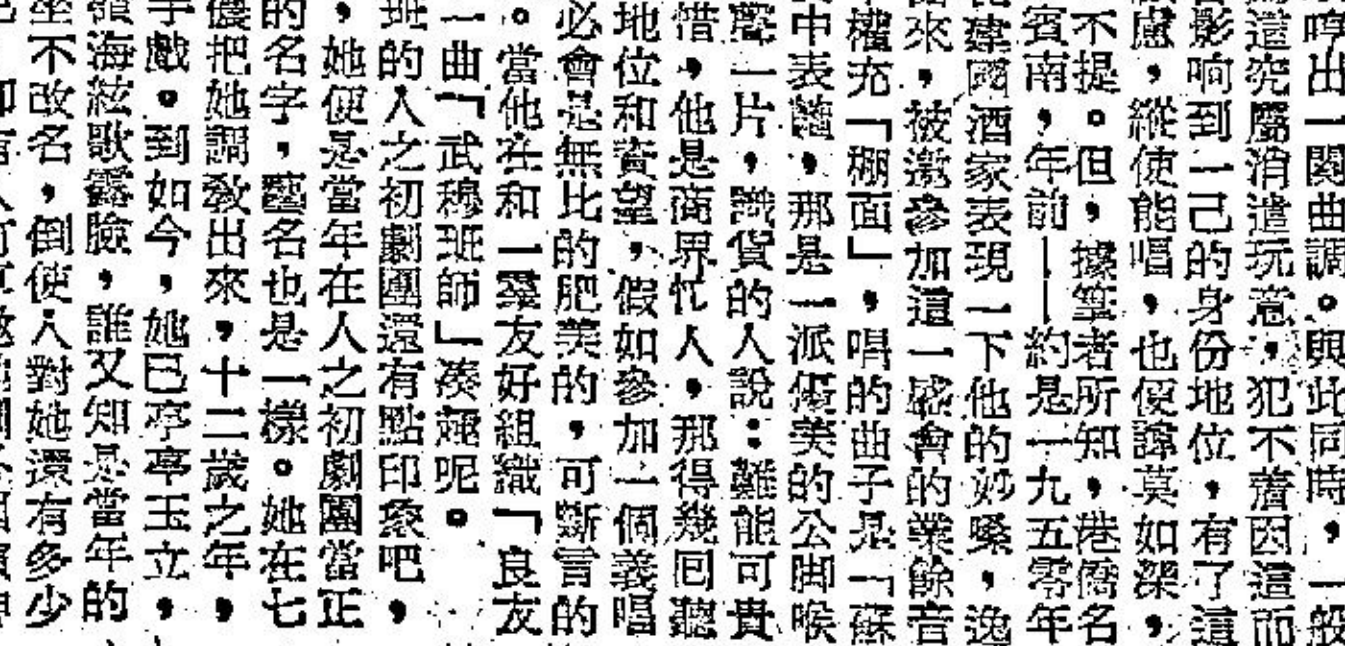 哼出一闋曲調。與此同時，一般
這究屬消遣玩意，犯不着因這而
影响到一己的身份地位，有了這
慮，縱使能唱，也便諱莫如深，
不提。但，據筆者所知，港僑名
賓南，年前——約是一九五零年
建國酒家表現一下他的妙嗓，逸
來，被邀參加這一盛會的業餘音
權充「棚面」，唱的曲子是「蘇
中表雖，那是一派優美的公脚喉
聲一片，識貨的人說：難能可貴
惜，他是商界忙人，那得幾回聽
地位和資望，假如參加一個義唱
必會是無比的肥美的，可斷言的
。當他在和一羣友好組織「良友
一曲「武穆班師」湊趣呢。
班的人之初劇團還有點印象吧，
，她便是當年在人之初劇團當正
的名字，藝名也是一樣。她在七
優把她調敎出來，十二歲之年，
戲。到如今，她已亭亭玉立，
海絃歌露臉，誰又知是當年的
坐不改名，倒使人對她還有多少